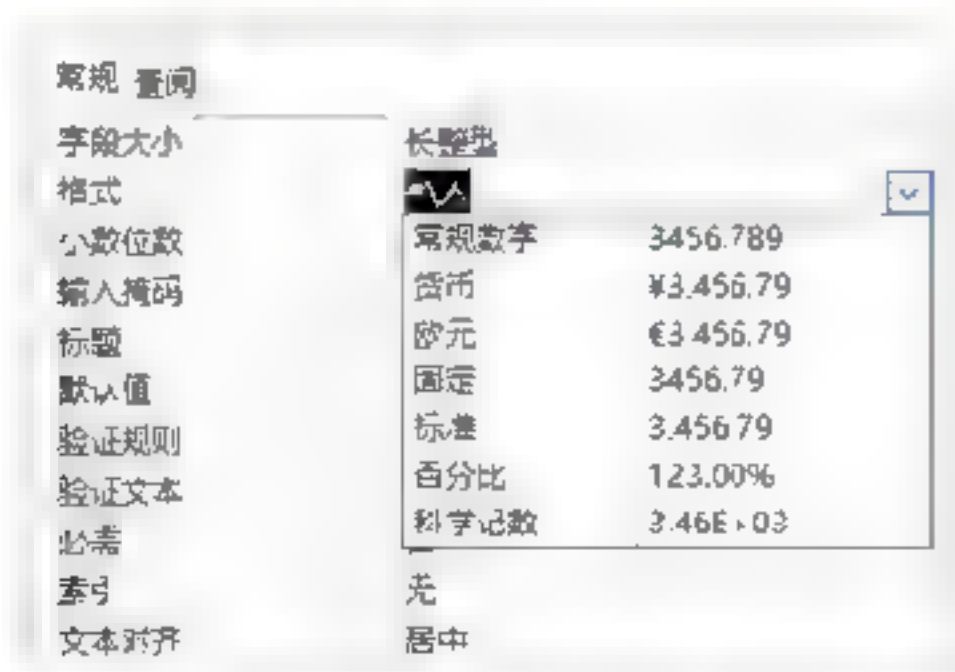 常规 查阅
字段大小 长整型
格式
小数位数 常规数字 3456.789
输入掩码 货币 ¥3,456.79
标题 欧元 €3,456.79
默认值 固定 3456.79
验证规则 标准 3,456.79
验证文本 百分比 123.00%
必需 科学记数 3.46E+03
索引 无
文本对齐 居中